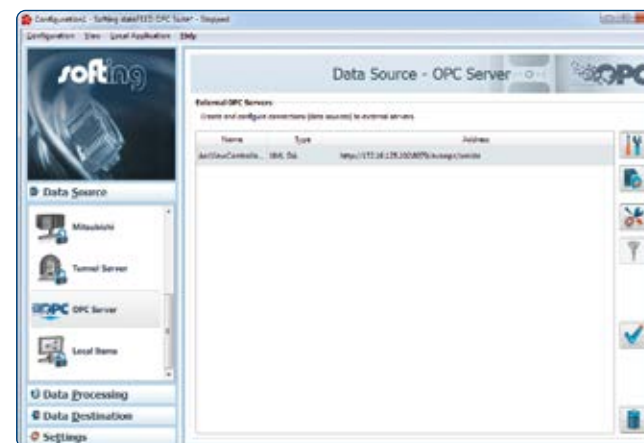 Configuration1 - Softing dataFEED OPC Suite* - Stopped
Configuration View Local Application Help
softing
Data Source - OPC Server
OPC
External OPC Servers
Create and configure connections (data sources) to external servers.
Name Type Address
XML DA
Data Source
Mitsubishi
Tunnel Server
OPC OPC Server
Local Items
Data Processing
Data Destination
Settings